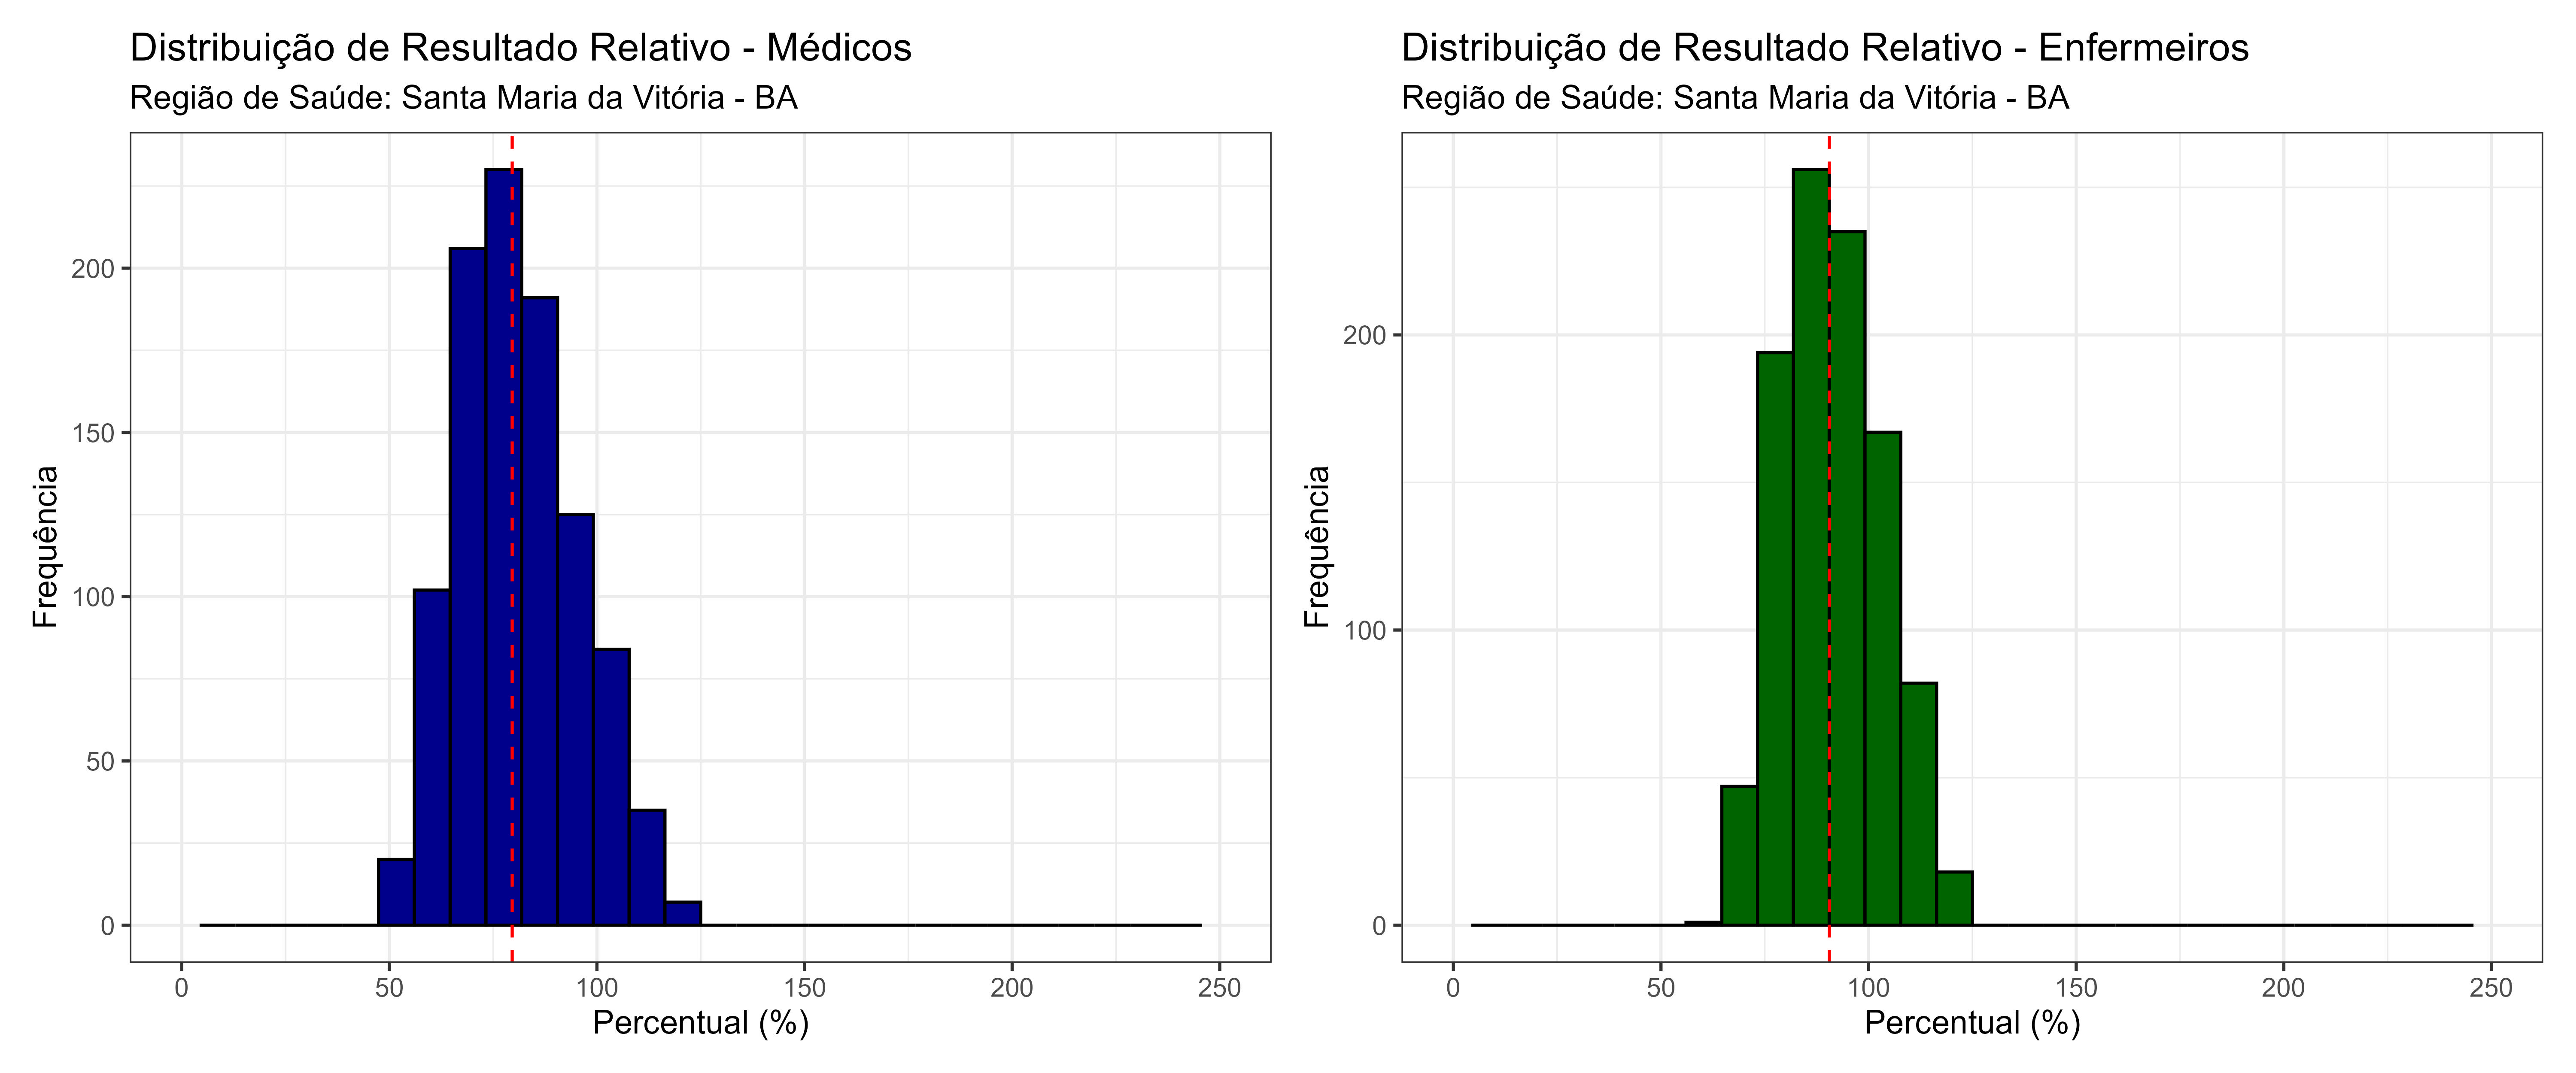 Distribuição de Resultado Relativo - Médicos
Região de Saúde: Santa Maria da Vitória - BA
Frequência
200
150
100
50
0
0 50 100 150 200 250
Percentual (%)
Distribuição de Resultado Relativo - Enfermeiros
Região de Saúde: Santa Maria da Vitória - BA
Frequência
200
100
0
0 50 100 150 200 250
Percentual (%)